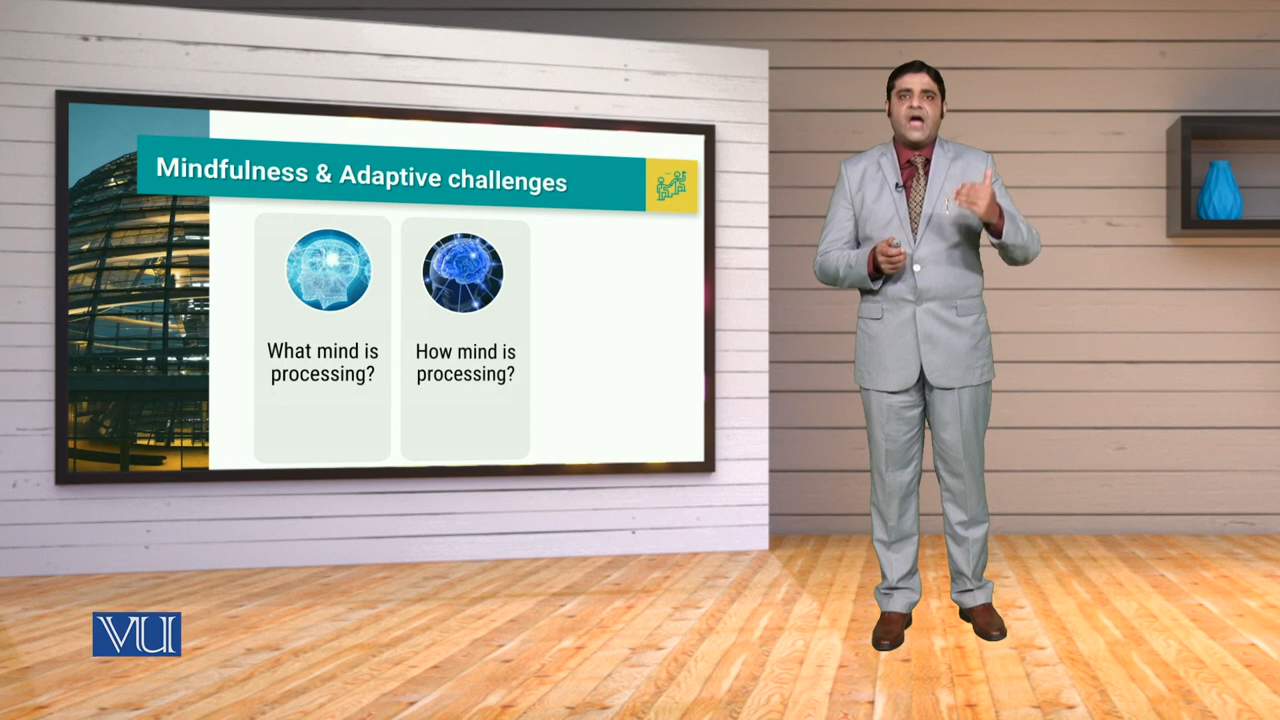 Mindfulness & Adaptive challenges
What mind is
processing?
How mind is
processing?
VU